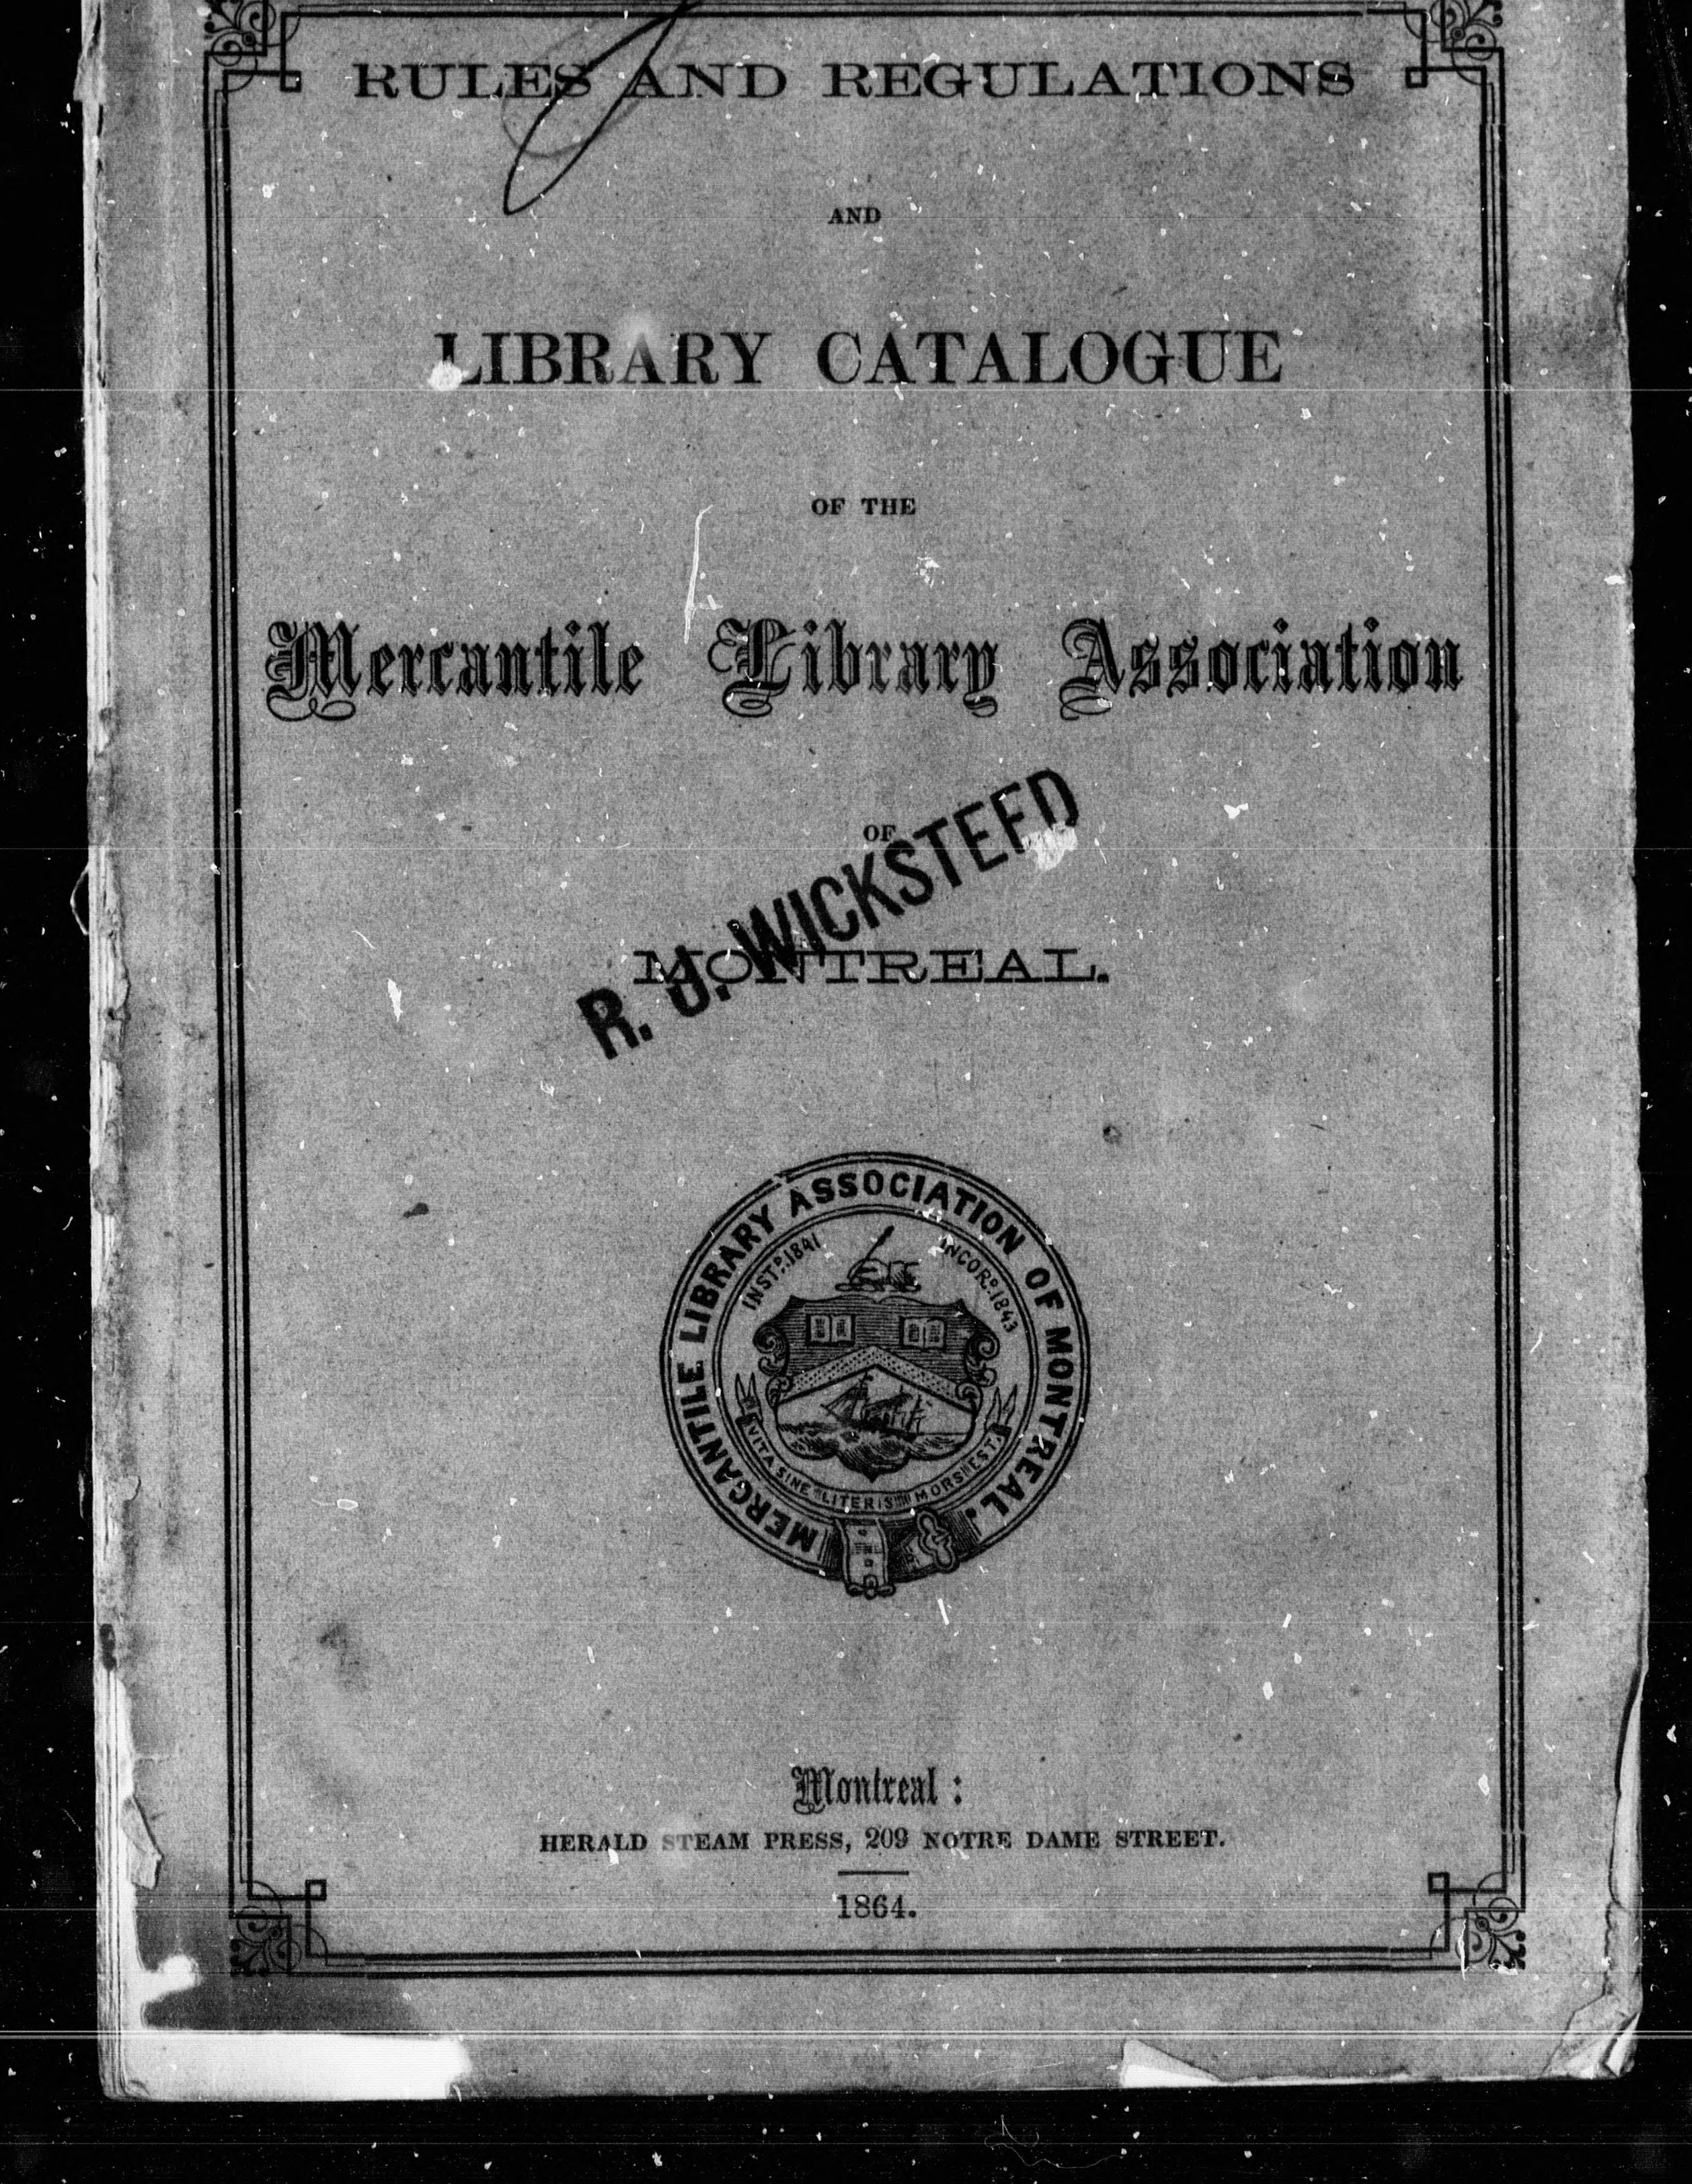 RULES AND REGULATIONS
AND
LIBRARY CATALOGUE
OF THE
Mercantile Library Association
OF
MONTREAL.
R. J. WICKSTEED
MERCANTILE LIBRARY ASSOCIATION OF MONTREAL.
INSTD. 1841
INCORD. 1843
VITA SINE LITERIS MORS EST.
Montreal:
HERALD STEAM PRESS, 209 NOTRE DAME STREET.
1864.